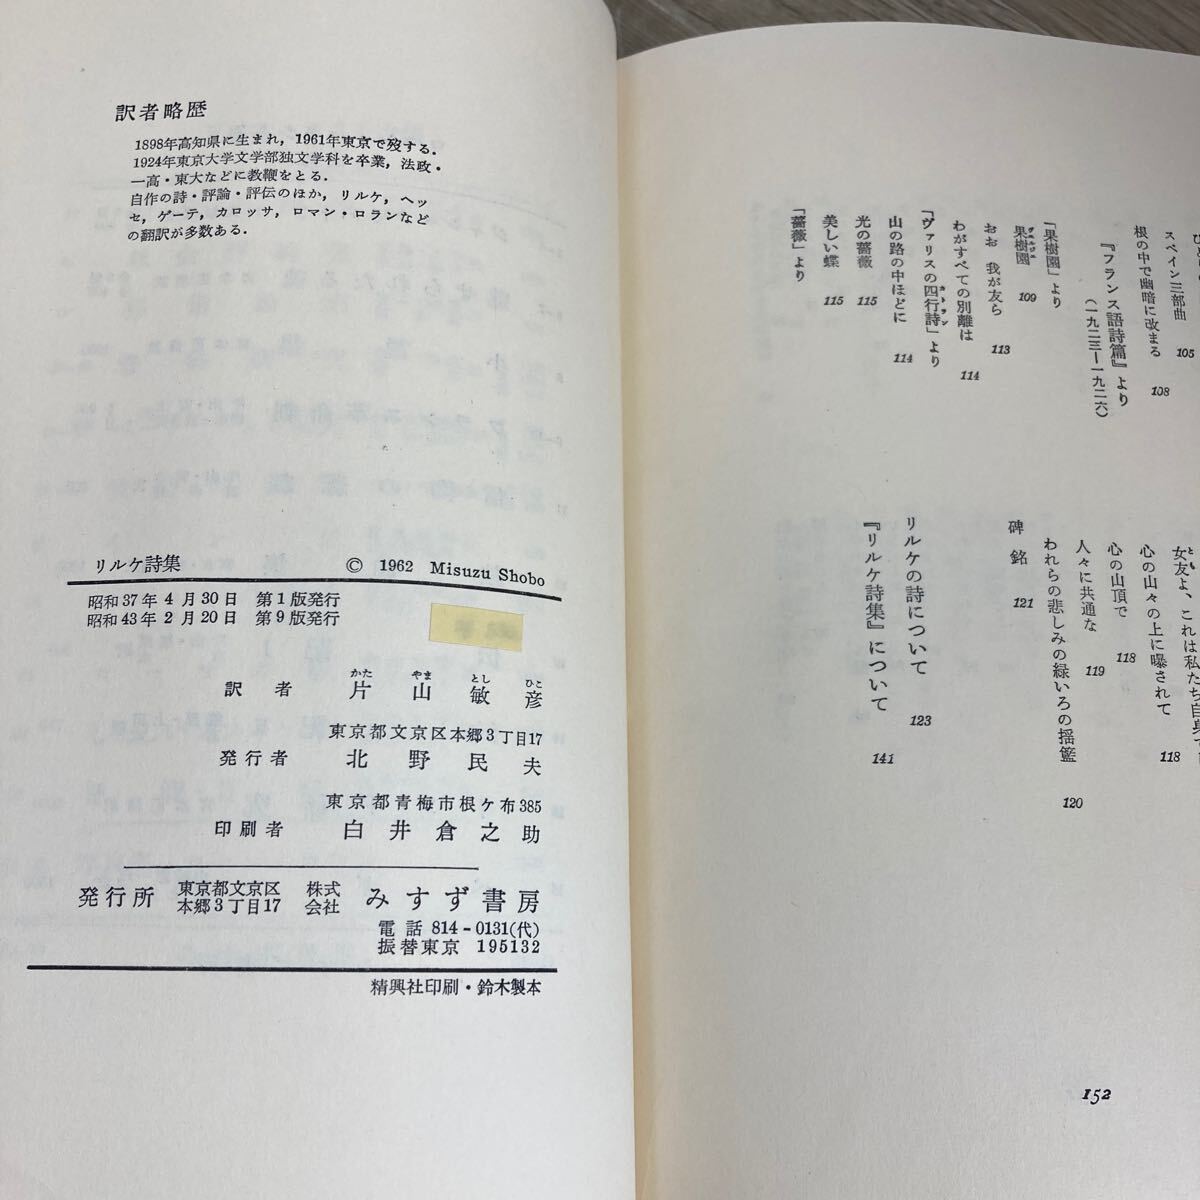 訳者略歴
1898年高知県に生まれ，1961年東京で歿する．
1924年東京大学文学部独文学科を卒業，法政・
一高・東大などに教鞭をとる．
自作の詩・評論・評伝のほか，リルケ，ヘッ
セ，ゲーテ，カロッサ，ロマン・ロランなど
の翻訳が多数ある．
リルケ詩集
© 1962 Misuzu Shobo
昭和37年4月30日 第1版発行
昭和43年2月20日 第9版発行
訳者 片山敏彦
かた やま とし ひこ
東京都文京区本郷3丁目17
発行者 北野民夫
東京都青梅市根ケ布385
印刷者 白井倉之助
発行所 東京都文京区本郷3丁目17 株式会社 みすず書房
電話 814-0131(代)
振替東京 195132
精興社印刷・鈴木製本
スペイン三部曲 105
根の中で幽暗に改まる 108
『フランス語詩篇』より
(一九二三―一九二六)
「果樹園」より
果樹園 109
おお 我が友ら 113
わがすべての別離は 114
「ヴァリスの四行詩」より
カトラン
山の路の中ほどに 114
光の薔薇 115
美しい蝶 115
「薔薇」より
女友よ、これは私たち自身で
とも
心の山々の上に曝されて 118
心の山頂で 118
人々に共通な 119
われらの悲しみの緑いろの揺籃 120
碑銘 121
リルケの詩について 123
『リルケ詩集』について 141
152